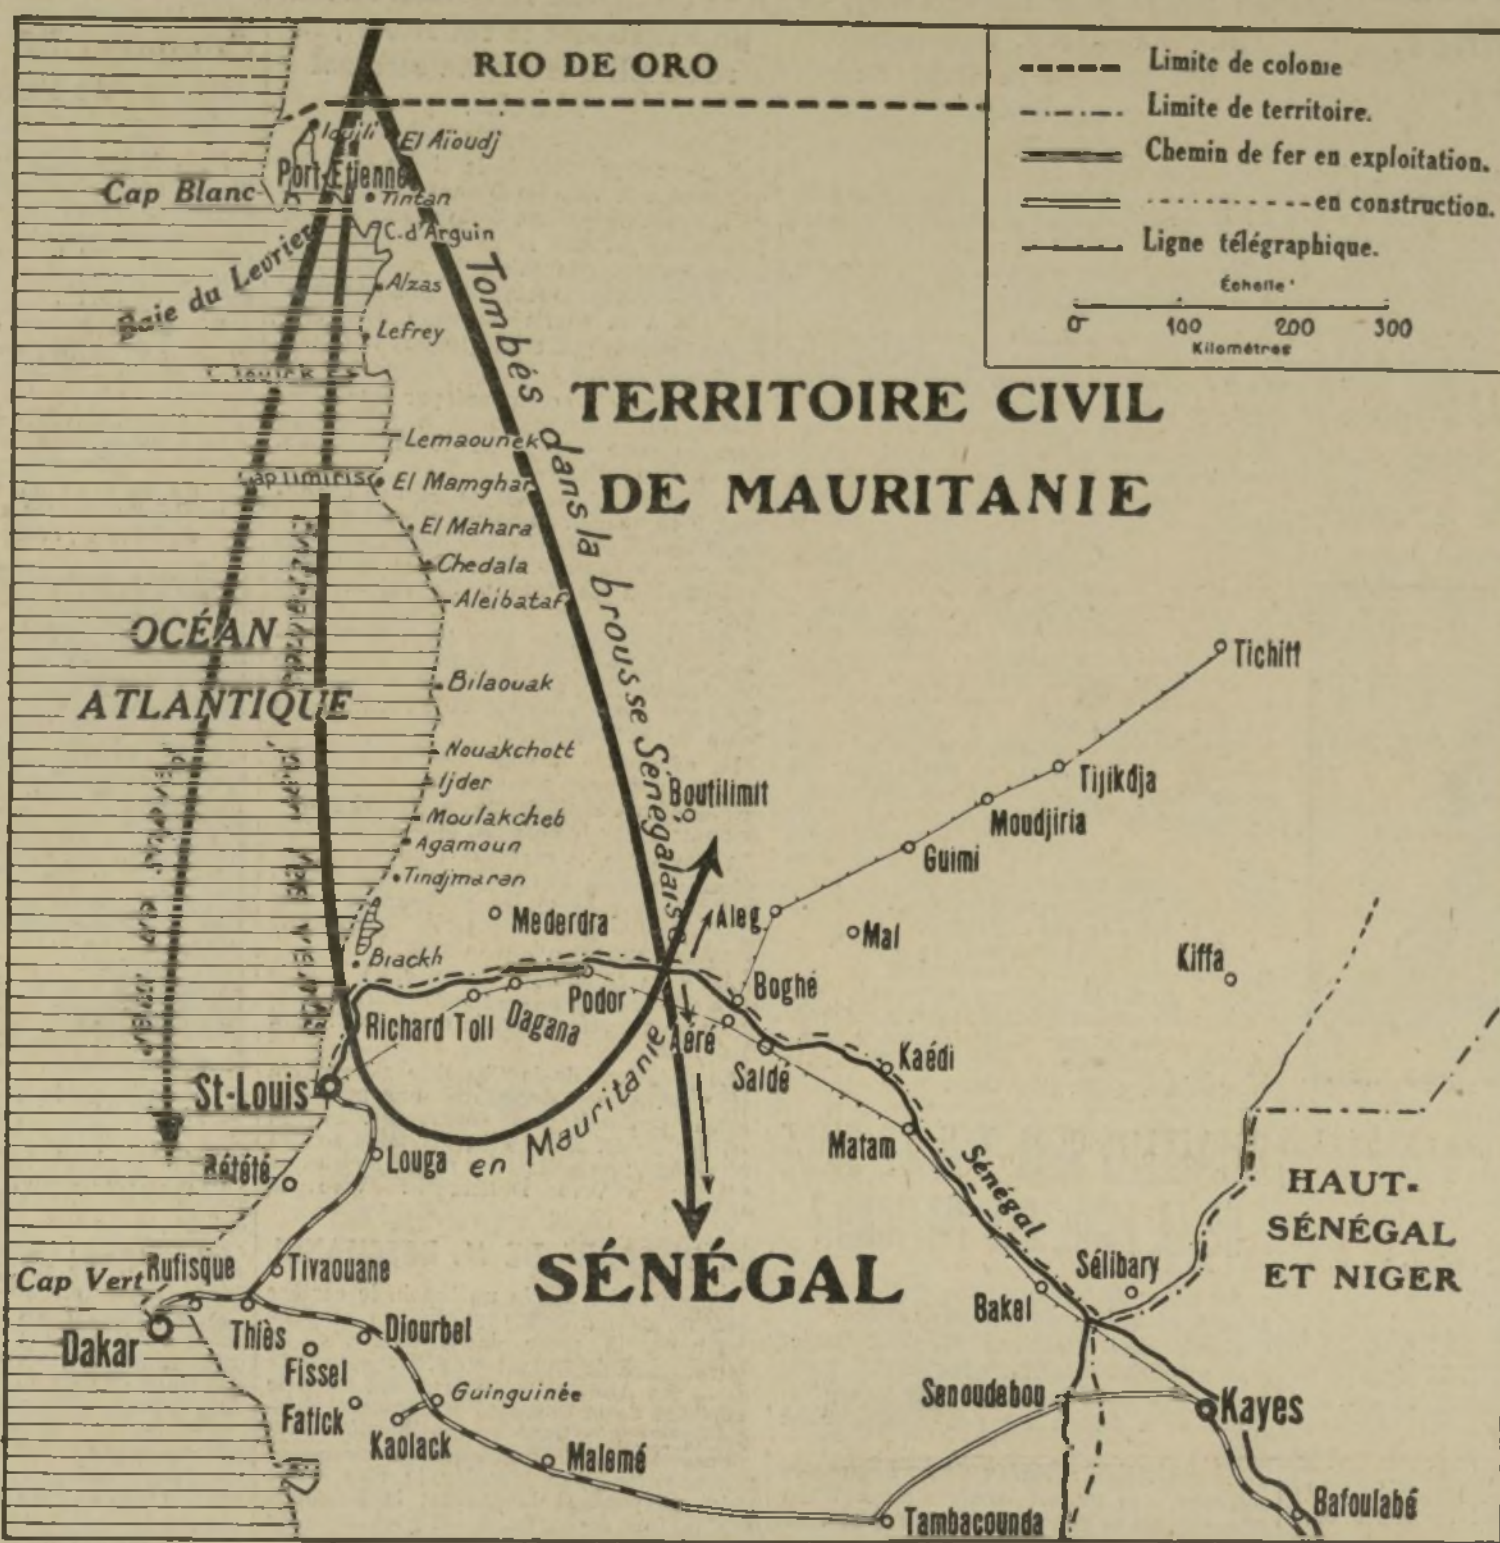 RIO DE ORO
Limite de colonie
Limite de territoire.
Chemin de fer en exploitation.
en construction.
Ligne télégraphique.
Échelle
0 100 200 300
Kilométres
El Aïoudj
Port-Etienne
Cap Blanc
Tintan
C. d'Arguin
Baie du Levrier
Alzas
Lefrey
Tombés dans la brousse Sénégalaise
TERRITOIRE CIVIL
DE MAURITANIE
Lemaounek
Cap Timiris
El Mamghar
El Mahara
Chedala
Aleibataf
OCÉAN
ATLANTIQUE
Tichitt
Bilaouak
Nouakchott
Ijder
Boutilimit
Tijikdja
Moulakcheb
Moudjiria
Agamoun
Guimi
Tindjmaran
Mederdra
Aleg
Mal
Biackh
Kiffa
Podor
Boghé
Richard Toll
Dagana
Aéré
Saldé
Kaédi
St-Louis
en Mauritanie
Matam
Louga
Sénégal
HAUT-
SÉNÉGAL
ET NIGER
Cap Vert
Rufisque
Tivaouane
SÉNÉGAL
Sélibary
Bakel
Dakar
Thiès
Diourbel
Fissel
Guinguinée
Senoudebou
Kayes
Fatick
Kaolack
Malemé
Tambacounda
Bafoulabé